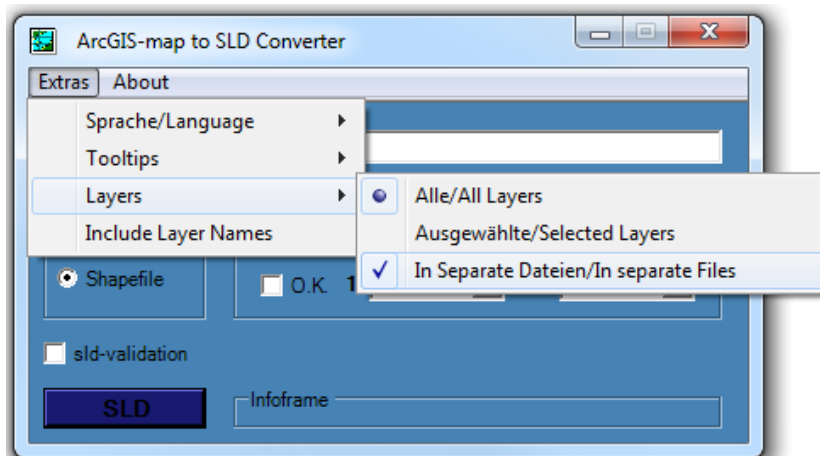 ArcGIS-map to SLD Converter
Extras About
Sprache/Language
Tooltips
Layers
Include Layer Names
Alle/All Layers
Ausgewählte/Selected Layers
In Separate Dateien/In separate Files
Shapefile
O.K. 1
sld-validation
SLD
Infoframe